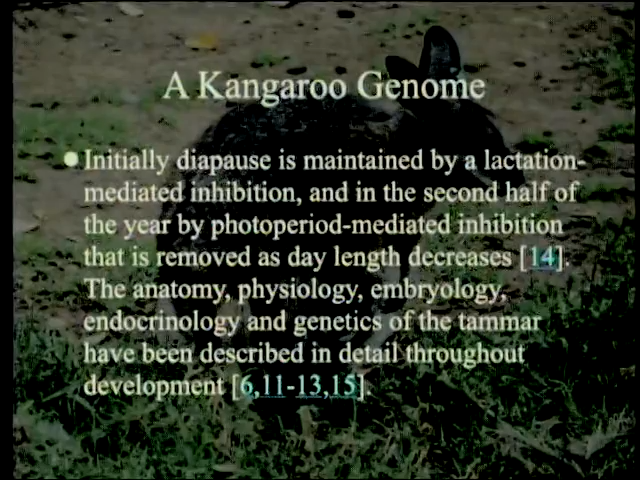 A Kangaroo Genome
Initially diapause is maintained by a lactation-
mediated inhibition, and in the second half of
the year by photoperiod-mediated inhibition
that is removed as day length decreases [14].
The anatomy, physiology, embryology,
endocrinology and genetics of the tammar
have been described in detail throughout
development [6,11-13,15].